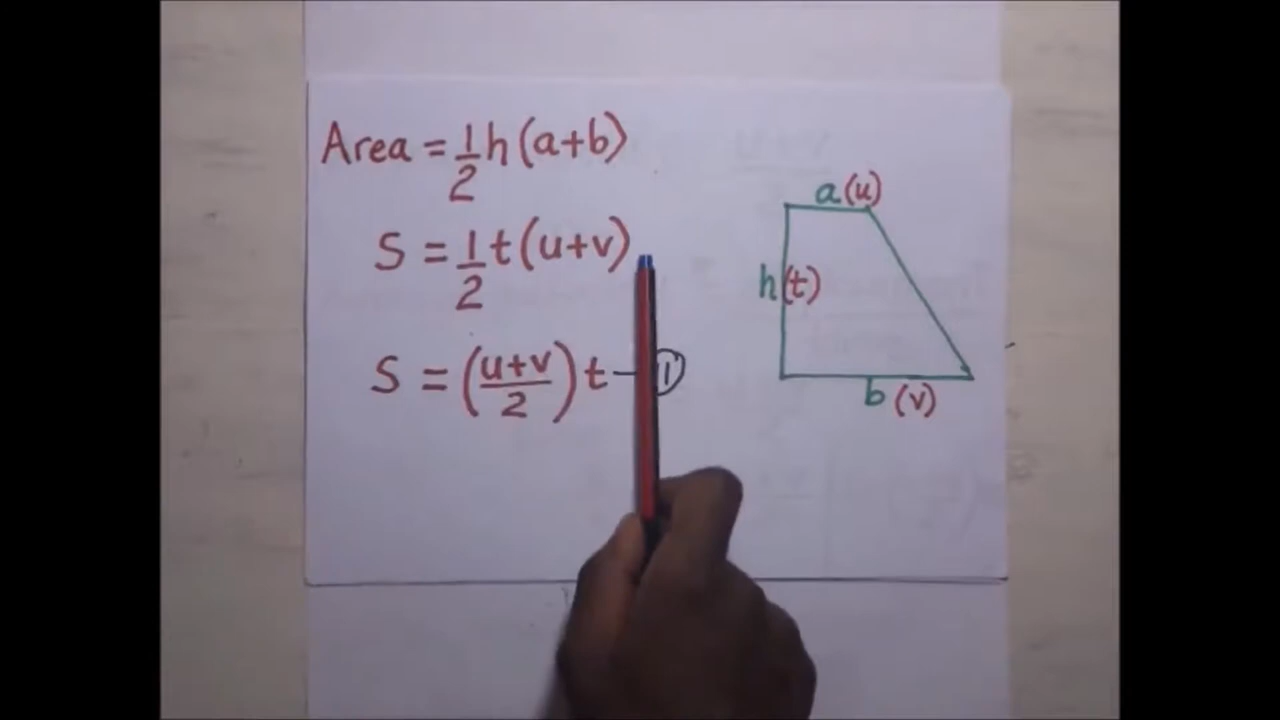 Area = 1/2 h(a+b)
S = 1/2 t(u+v)
S = (u+v/2)t — ①
a(u)
h(t)
b(v)